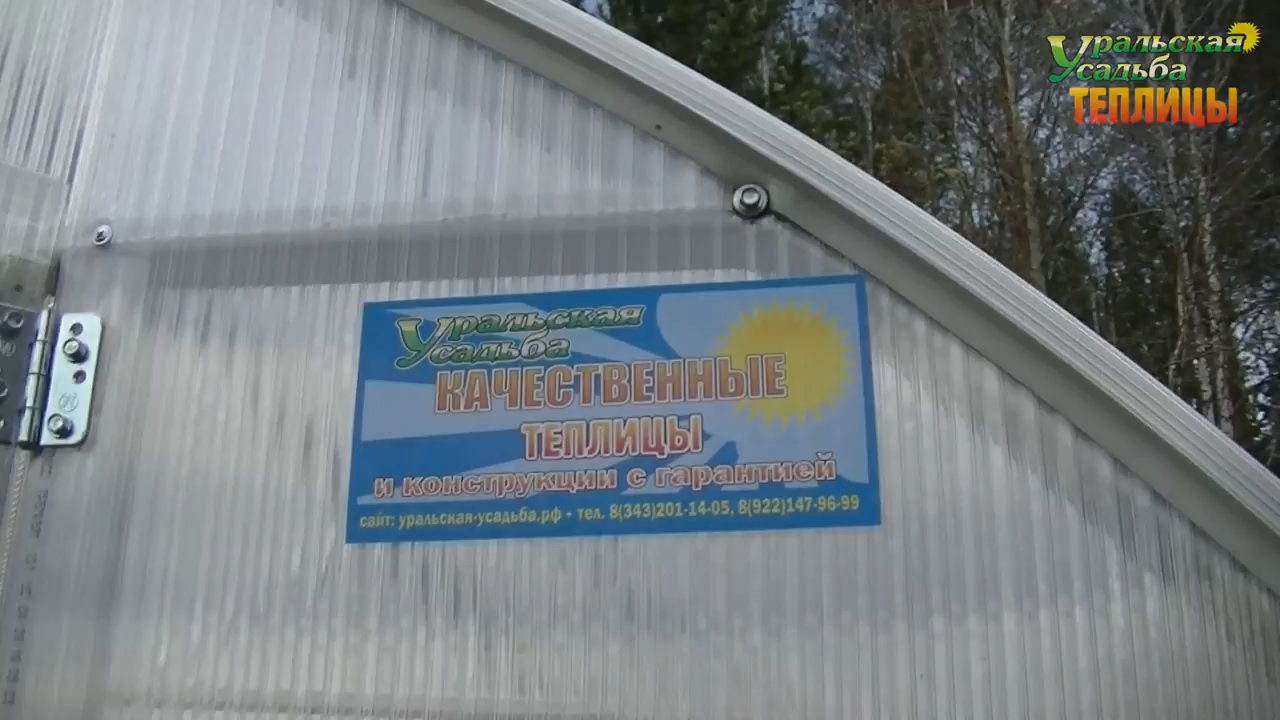 Уральская
Усадьба
ТЕПЛИЦЫ
Уральская
Усадьба
КАЧЕСТВЕННЫЕ
ТЕПЛИЦЫ
и конструкции с гарантией
сайт: уральская-усадьба.рф • тел. 8(343)201-14-05, 8(922)147-96-99